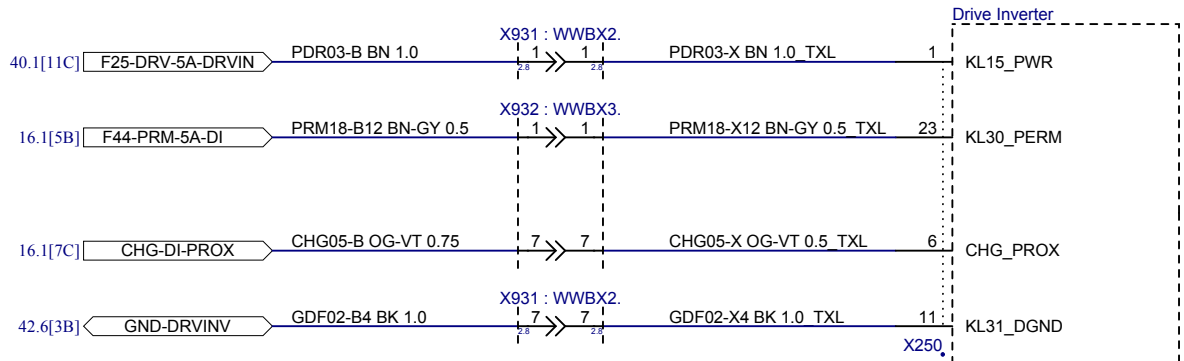 Drive Inverter
X931 : WWBX2.
40.1[11C] F25-DRV-5A-DRVIN PDR03-B BN 1.0 1 1 PDR03-X BN 1.0_TXL 1 KL15_PWR
2.8 2.8
X932 : WWBX3.
16.1[5B] F44-PRM-5A-DI PRM18-B12 BN-GY 0.5 1 1 PRM18-X12 BN-GY 0.5_TXL 23 KL30_PERM
16.1[7C] CHG-DI-PROX CHG05-B OG-VT 0.75 7 7 CHG05-X OG-VT 0.5_TXL 6 CHG_PROX
X931 : WWBX2.
42.6[3B] GND-DRVINV GDF02-B4 BK 1.0 7 7 GDF02-X4 BK 1.0_TXL 11 KL31_DGND
2.8 2.8
X250